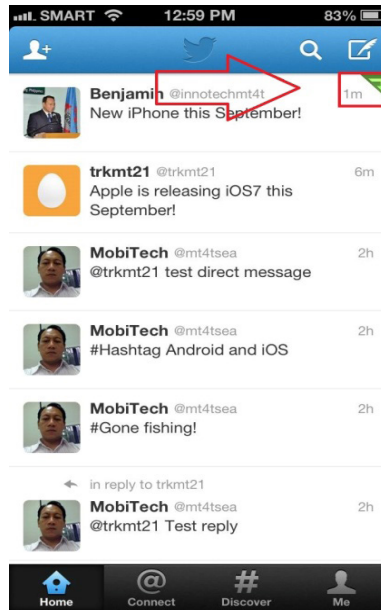 SMART 12:59 PM 83%
Benjamin @innotechmt4t 1m
New iPhone this September!
trkmt21 @trkmt21 6m
Apple is releasing iOS7 this
September!
MobiTech @mt4tsea 2h
@trkmt21 test direct message
MobiTech @mt4tsea 2h
#Hashtag Android and iOS
MobiTech @mt4tsea 2h
#Gone fishing!
in reply to trkmt21
MobiTech @mt4tsea 2h
@trkmt21 Test reply
Home Connect Discover Me